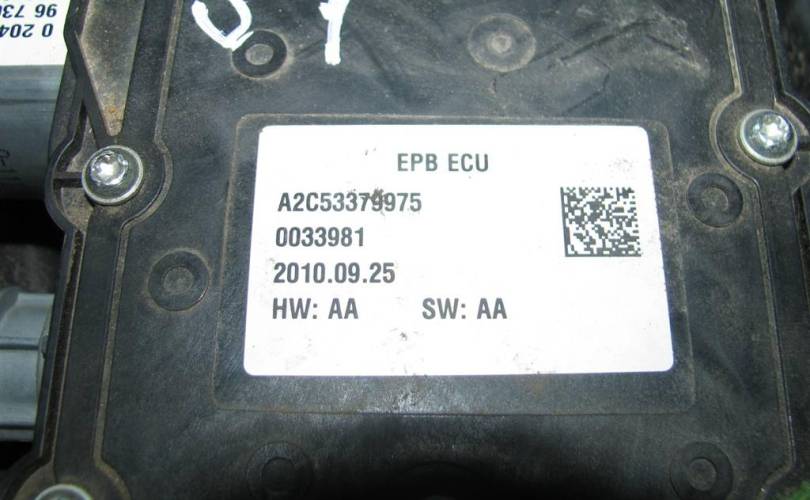 EPB ECU
A2C53379975
0033981
2010.09.25
HW: AA SW: AA